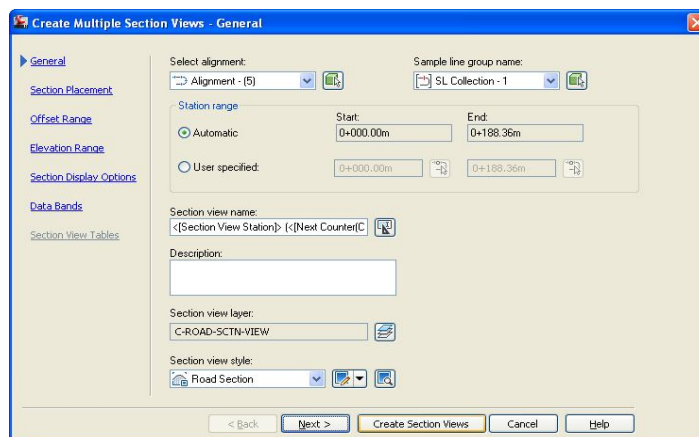 Create Multiple Section Views - General
General
Section Placement
Offset Range
Elevation Range
Section Display Options
Data Bands
Section View Tables
Select alignment:
Alignment - (5)
Sample line group name:
SL Collection - 1
Station range
Start:
End:
Automatic
0+000.00m
0+188.36m
User specified:
0+000.00m
0+188.36m
Section view name:
<[Section View Station]> (<[Next Counter(C
Description:
Section view layer:
C-ROAD-SCTN-VIEW
Section view style:
Road Section
< Back
Next >
Create Section Views
Cancel
Help